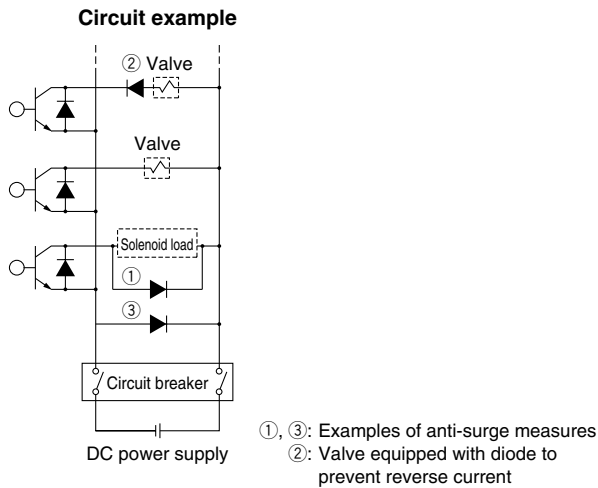 Circuit example
② Valve
Valve
Solenoid load
①
③
Circuit breaker
DC power supply
①, ③: Examples of anti-surge measures
②: Valve equipped with diode to
prevent reverse current